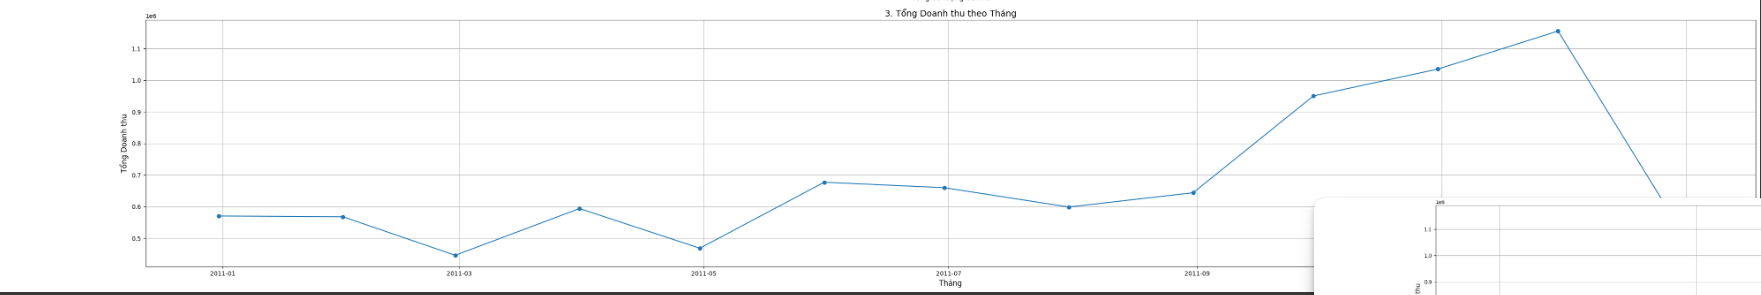 3. Tổng Doanh thu theo Tháng
1e6
1.1
1.0
0.9
0.8
0.7
0.6
0.5
Tổng Doanh thu
2011-01
2011-03
2011-05
2011-07
2011-09
Tháng
1e6
1.1
1.0
0.9
thu